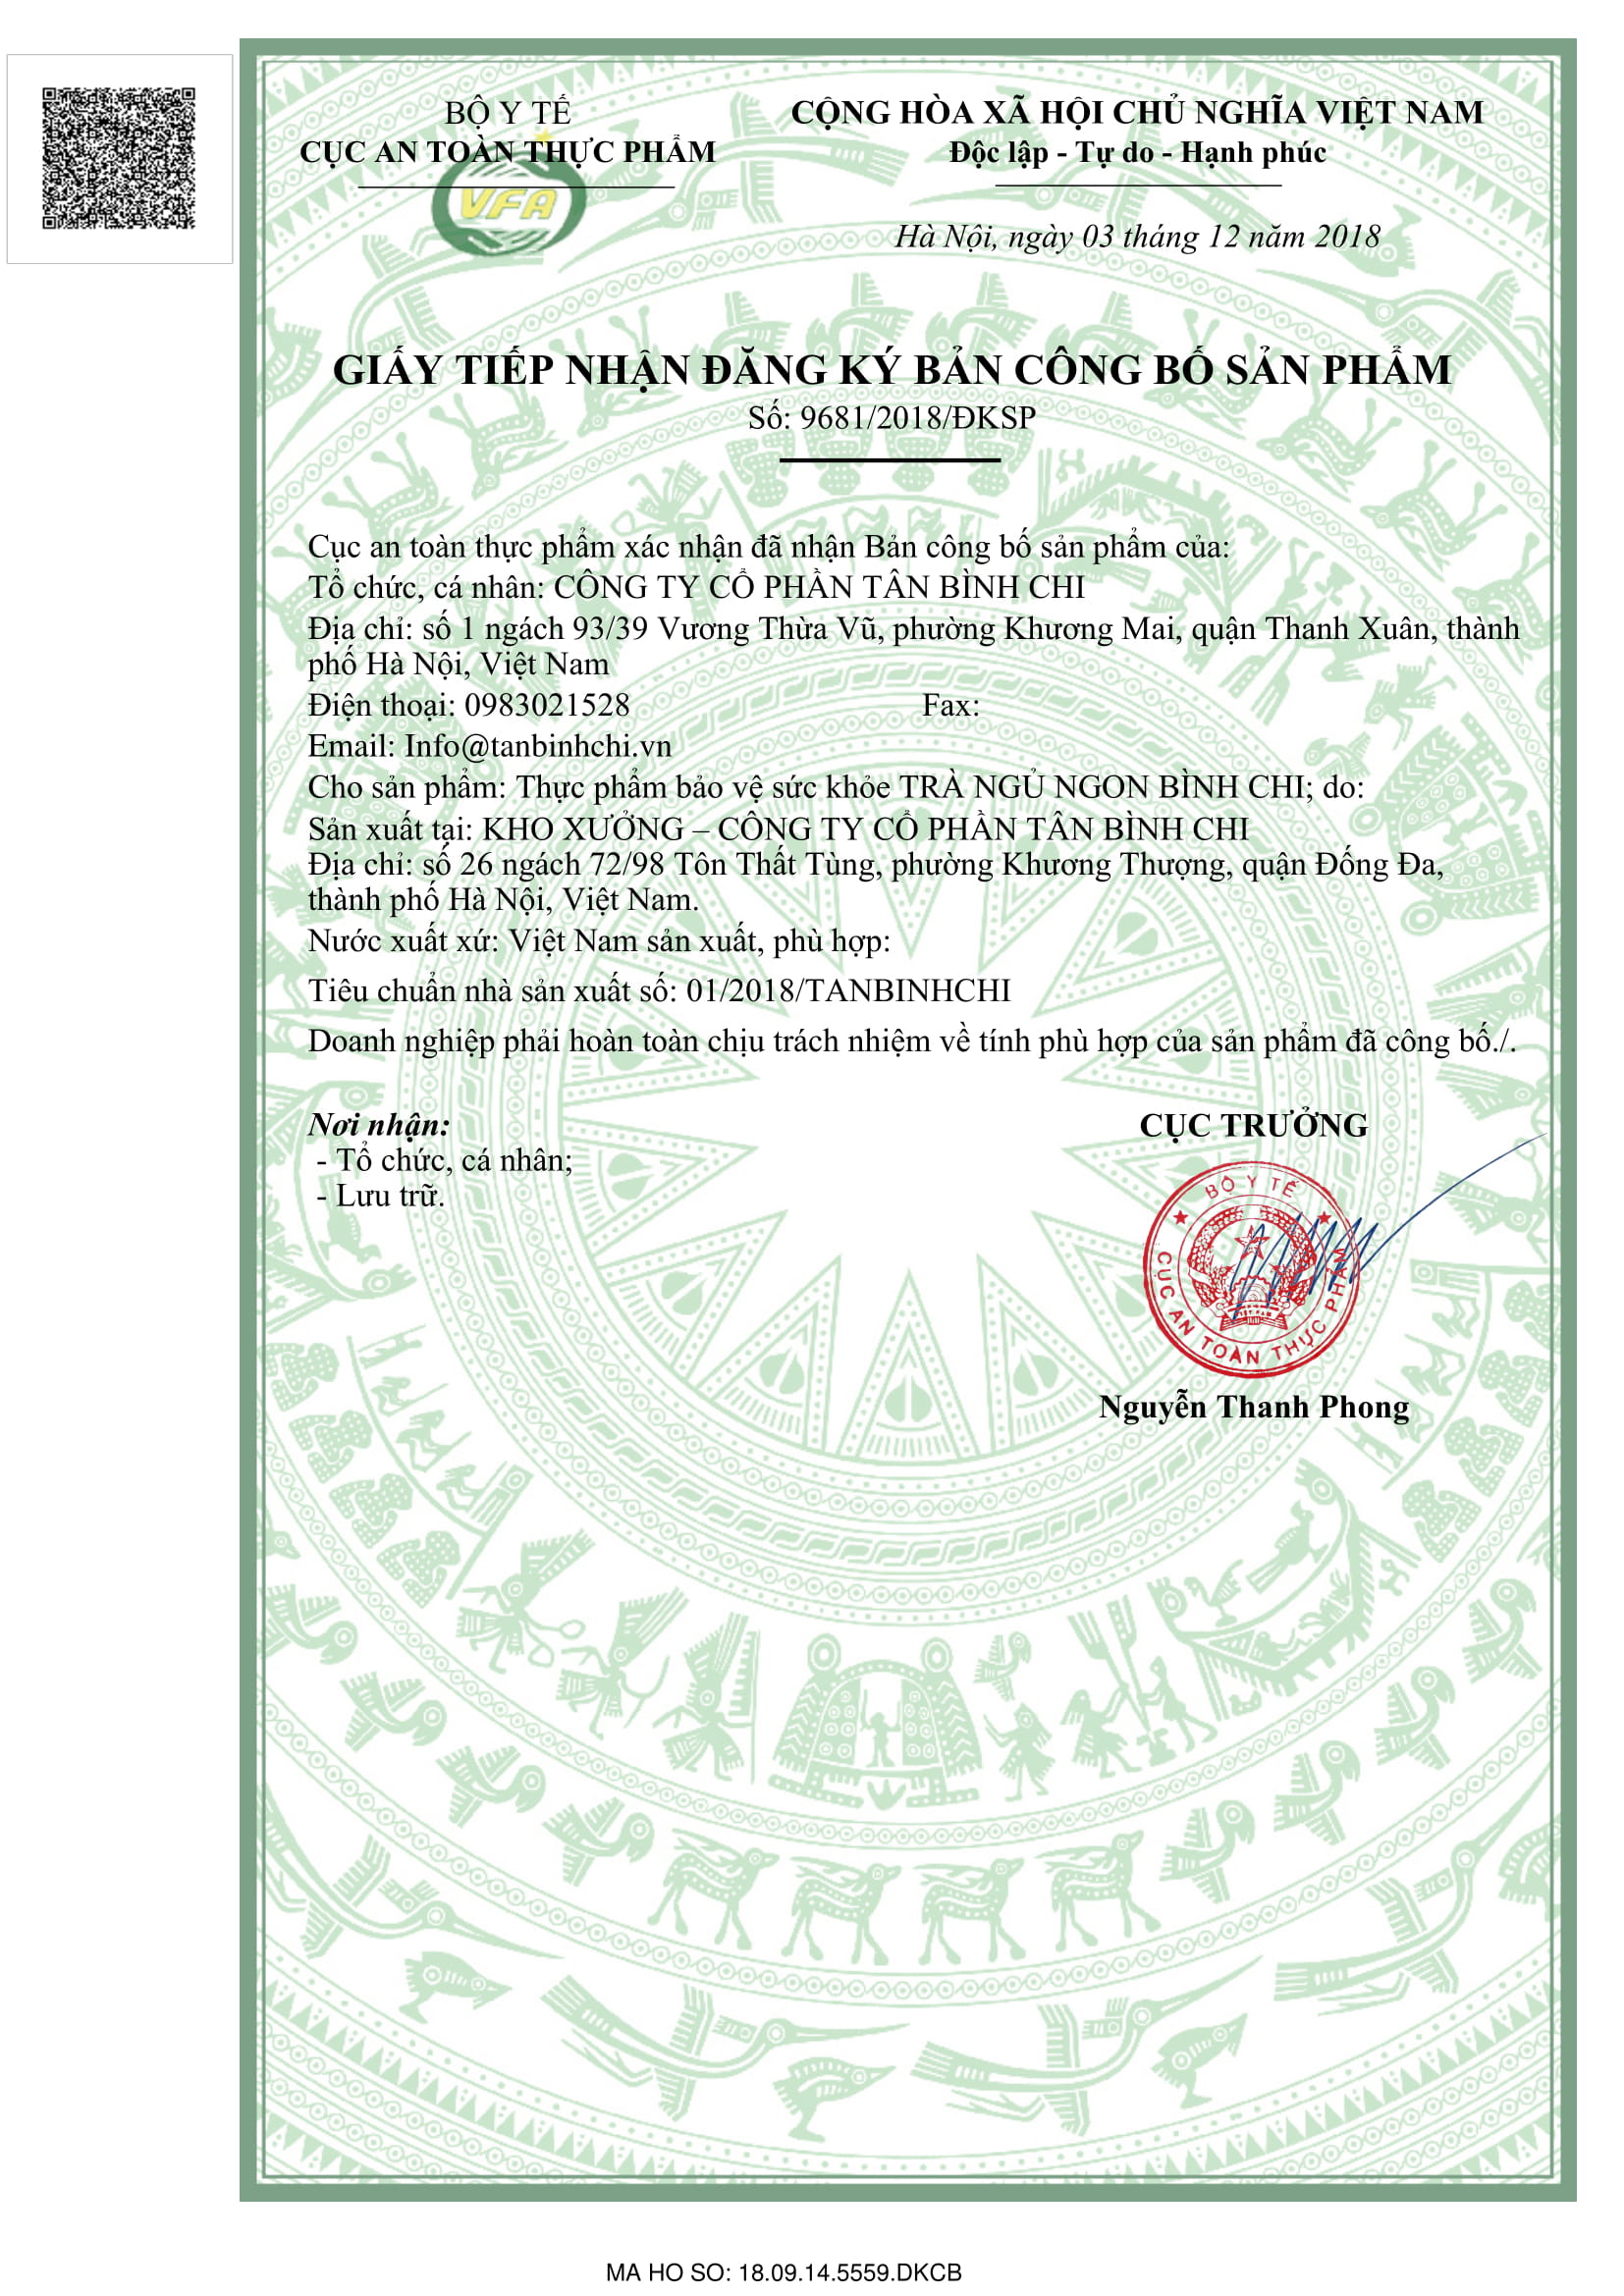 BỘ Y TẾ
CỤC AN TOÀN THỰC PHẨM
VFA
CỘNG HÒA XÃ HỘI CHỦ NGHĨA VIỆT NAM
Độc lập - Tự do - Hạnh phúc
Hà Nội, ngày 03 tháng 12 năm 2018
GIẤY TIẾP NHẬN ĐĂNG KÝ BẢN CÔNG BỐ SẢN PHẨM
Số: 9681/2018/ĐKSP
Cục an toàn thực phẩm xác nhận đã nhận Bản công bố sản phẩm của:
Tổ chức, cá nhân: CÔNG TY CỔ PHẦN TÂN BÌNH CHI
Địa chỉ: số 1 ngách 93/39 Vương Thừa Vũ, phường Khương Mai, quận Thanh Xuân, thành
phố Hà Nội, Việt Nam
Điện thoại: 0983021528 Fax:
Email: Info@tanbinhchi.vn
Cho sản phẩm: Thực phẩm bảo vệ sức khỏe TRÀ NGỦ NGON BÌNH CHI; do:
Sản xuất tại: KHO XƯỞNG – CÔNG TY CỔ PHẦN TÂN BÌNH CHI
Địa chỉ: số 26 ngách 72/98 Tôn Thất Tùng, phường Khương Thượng, quận Đống Đa,
thành phố Hà Nội, Việt Nam.
Nước xuất xứ: Việt Nam sản xuất, phù hợp:
Tiêu chuẩn nhà sản xuất số: 01/2018/TANBINHCHI
Doanh nghiệp phải hoàn toàn chịu trách nhiệm về tính phù hợp của sản phẩm đã công bố./.
Nơi nhận:
- Tổ chức, cá nhân;
- Lưu trữ.
CỤC TRƯỞNG
BỘ Y TẾ
CỤC AN TOÀN THỰC PHẨM
Nguyễn Thanh Phong
MA HO SO: 18.09.14.5559.DKCB